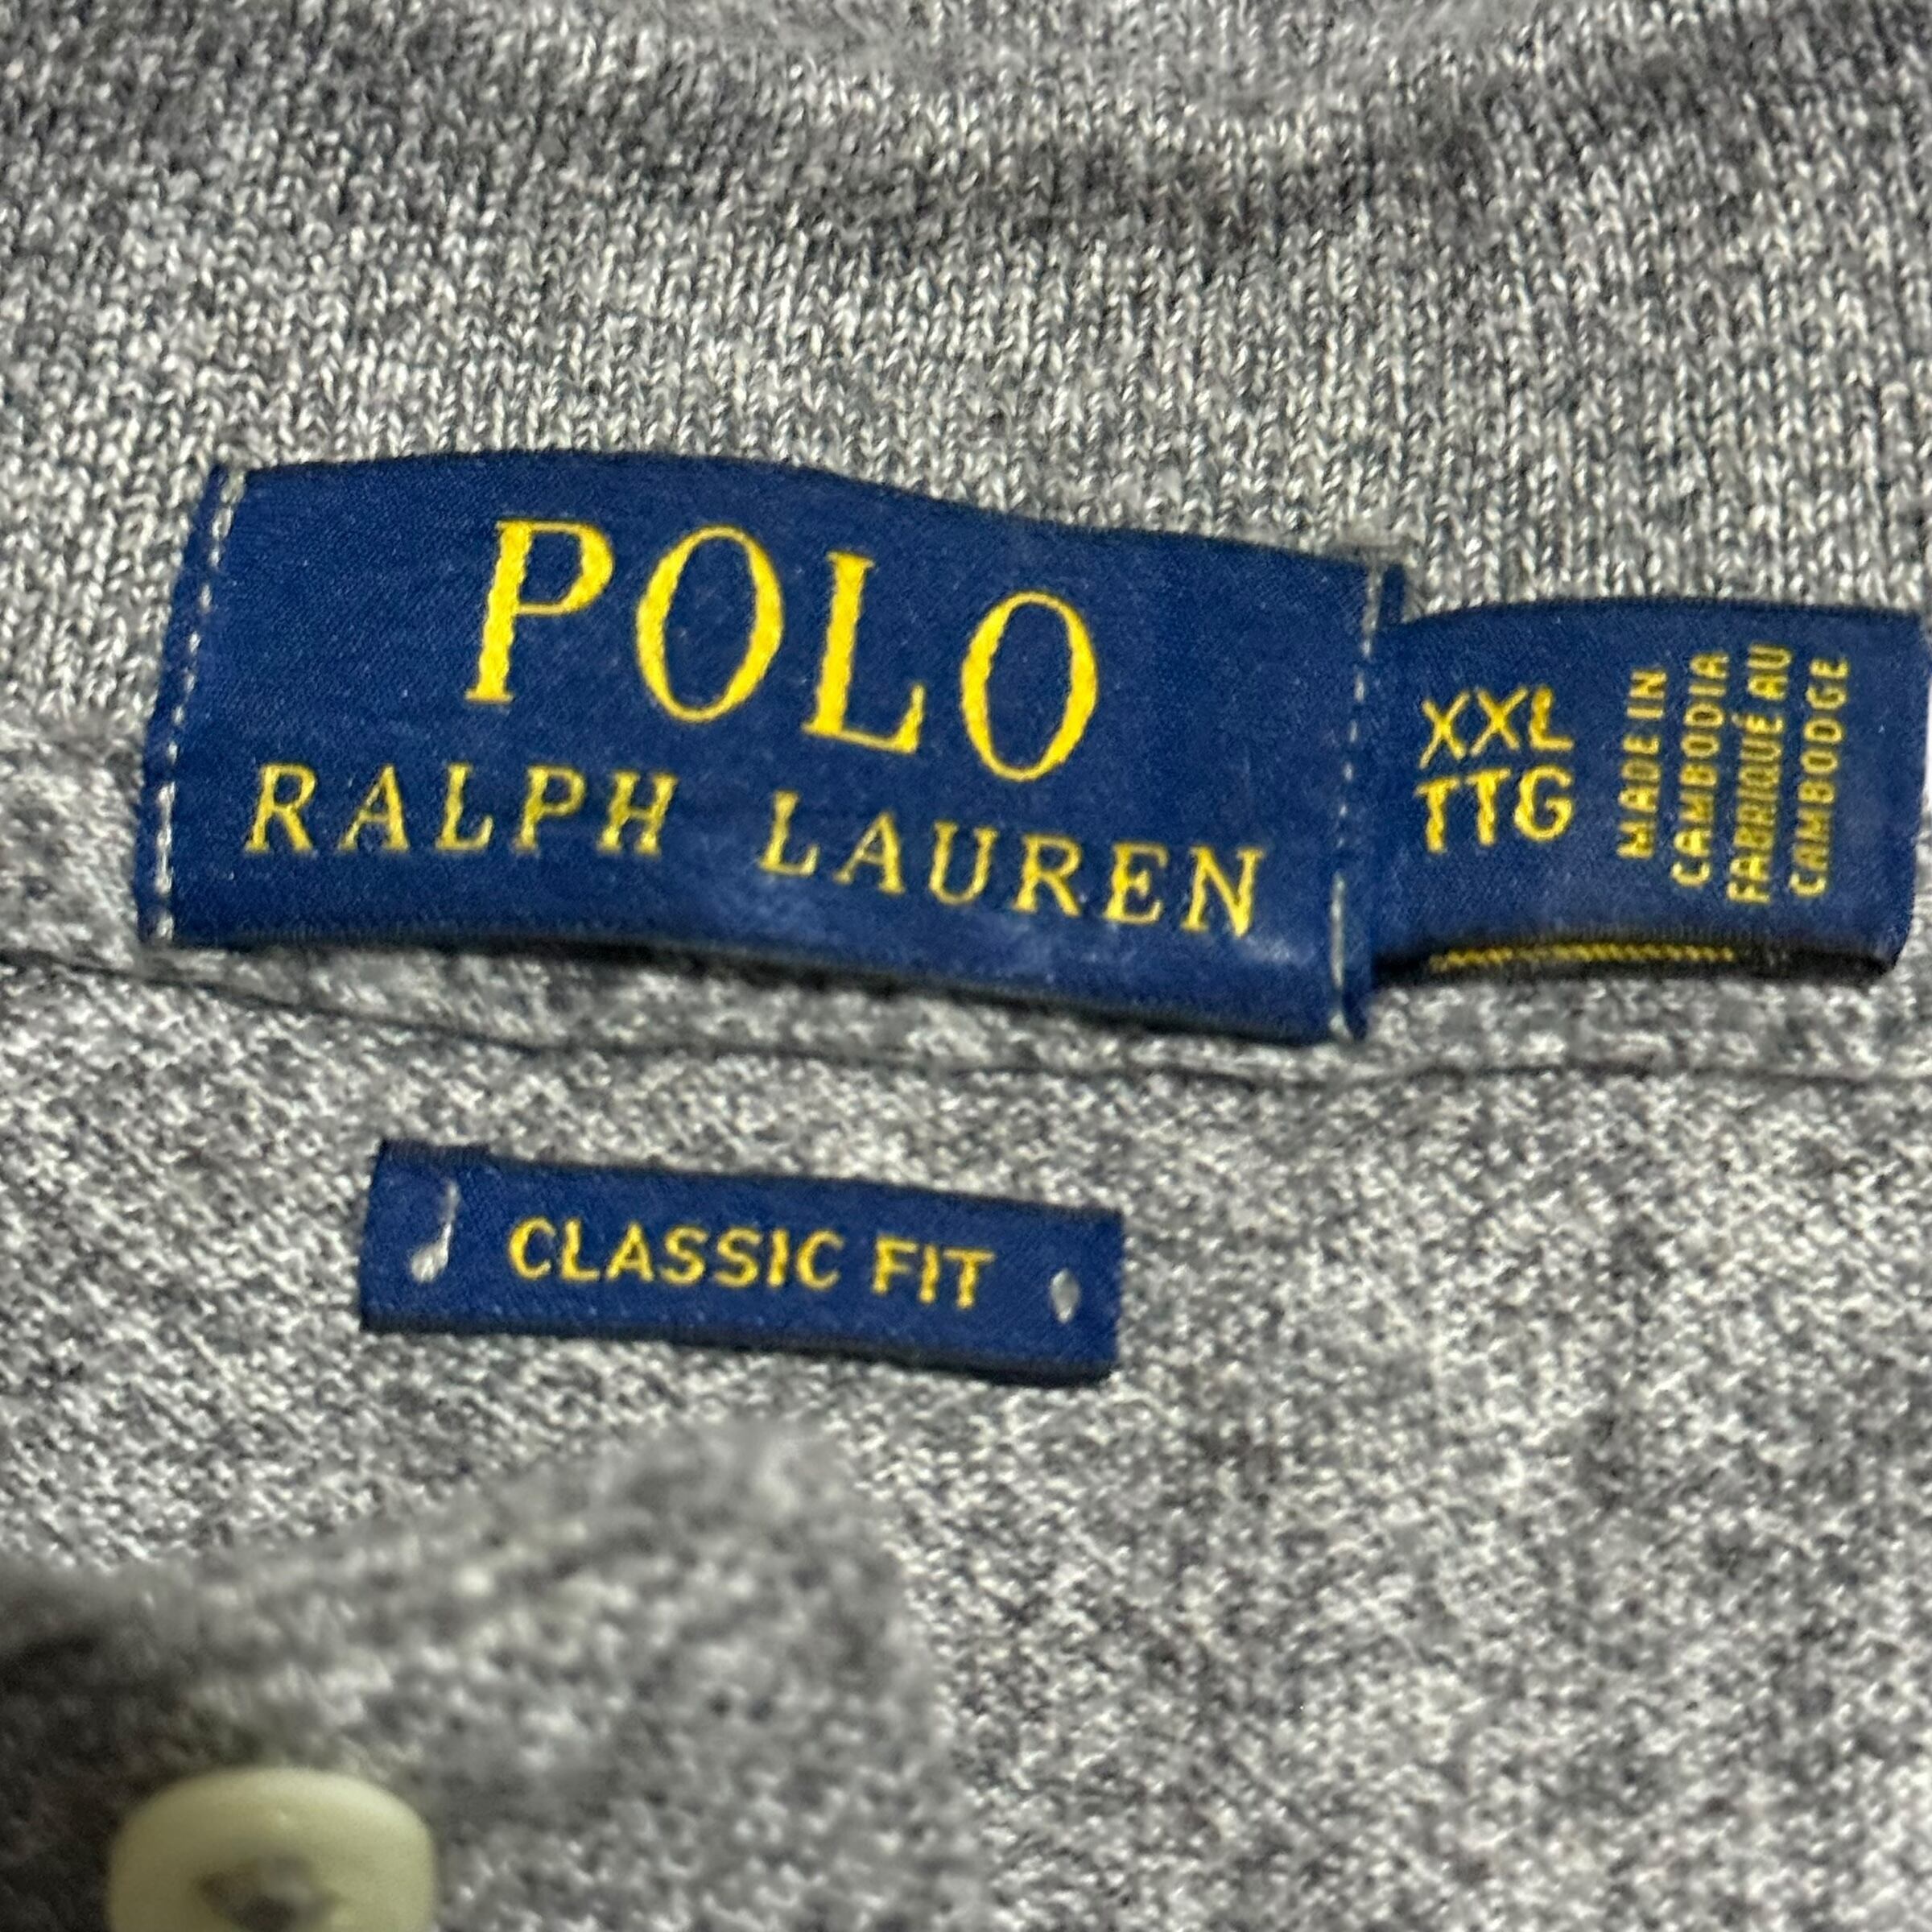 POLO
RALPH LAUREN
XXL
TTG
MADE IN
CAMBODIA
FABRIQUÉ AU
CAMBODGE
CLASSIC FIT